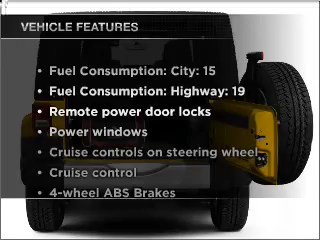 VEHICLE FEATURES
• Fuel Consumption: City: 15
• Fuel Consumption: Highway: 19
• Remote power door locks
• Power windows
• Cruise controls on steering wheel
• Cruise control
• 4-wheel ABS Brakes